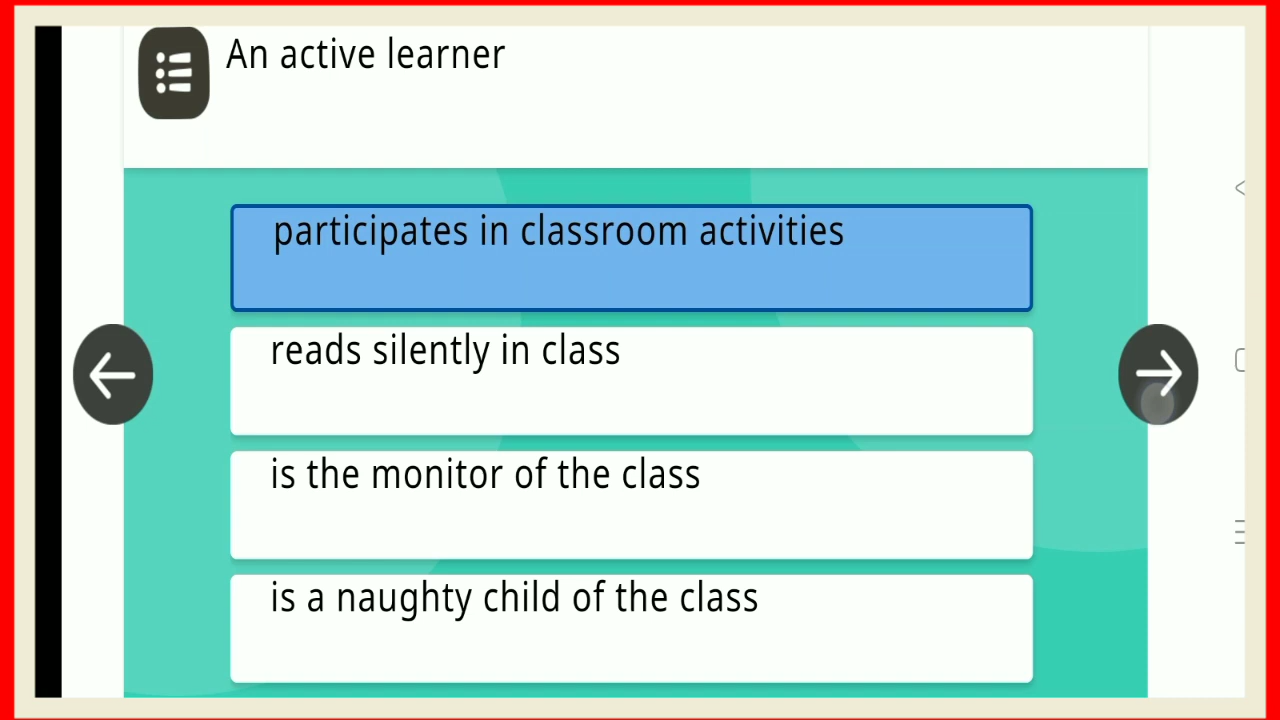 An active learner
participates in classroom activities
reads silently in class
is the monitor of the class
is a naughty child of the class